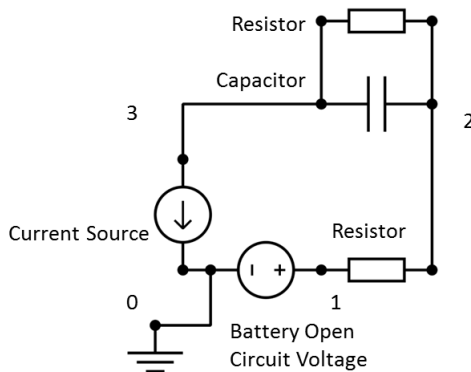 Resistor
Capacitor
3
2
Current Source
Resistor
0
1
Battery Open
Circuit Voltage